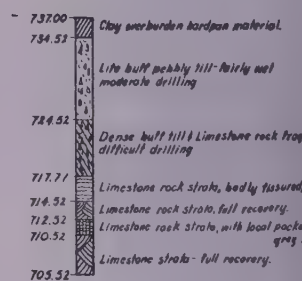 737.00
Clay overburden hardpan material.
734.52
Lite buff pebbly till-fairly wet
moderate drilling
724.52
Dense buff till & Limestone rock frag
difficult drilling
717.71
Limestone rock strata, badly fissured,
714.52
Limestone rock strata, full recovery.
712.52
Limestone rock strata, with local pocke
grey
710.52
Limestone strata - full recovery.
705.52